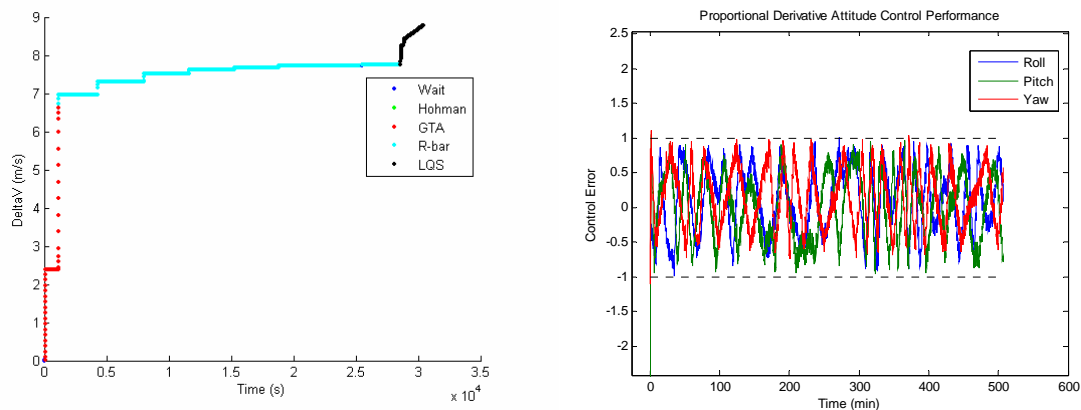 9
8
7
6
5
4
3
2
1
0
DeltaV (m/s)
0 0.5 1 1.5 2 2.5 3 3.5
x 10^4
Time (s)
Wait
Hohman
GTA
R-bar
LQS
Proportional Derivative Attitude Control Performance
2.5
2
1.5
1
0.5
0
-0.5
-1
-1.5
-2
Control Error
0 100 200 300 400 500 600
Time (min)
Roll
Pitch
Yaw